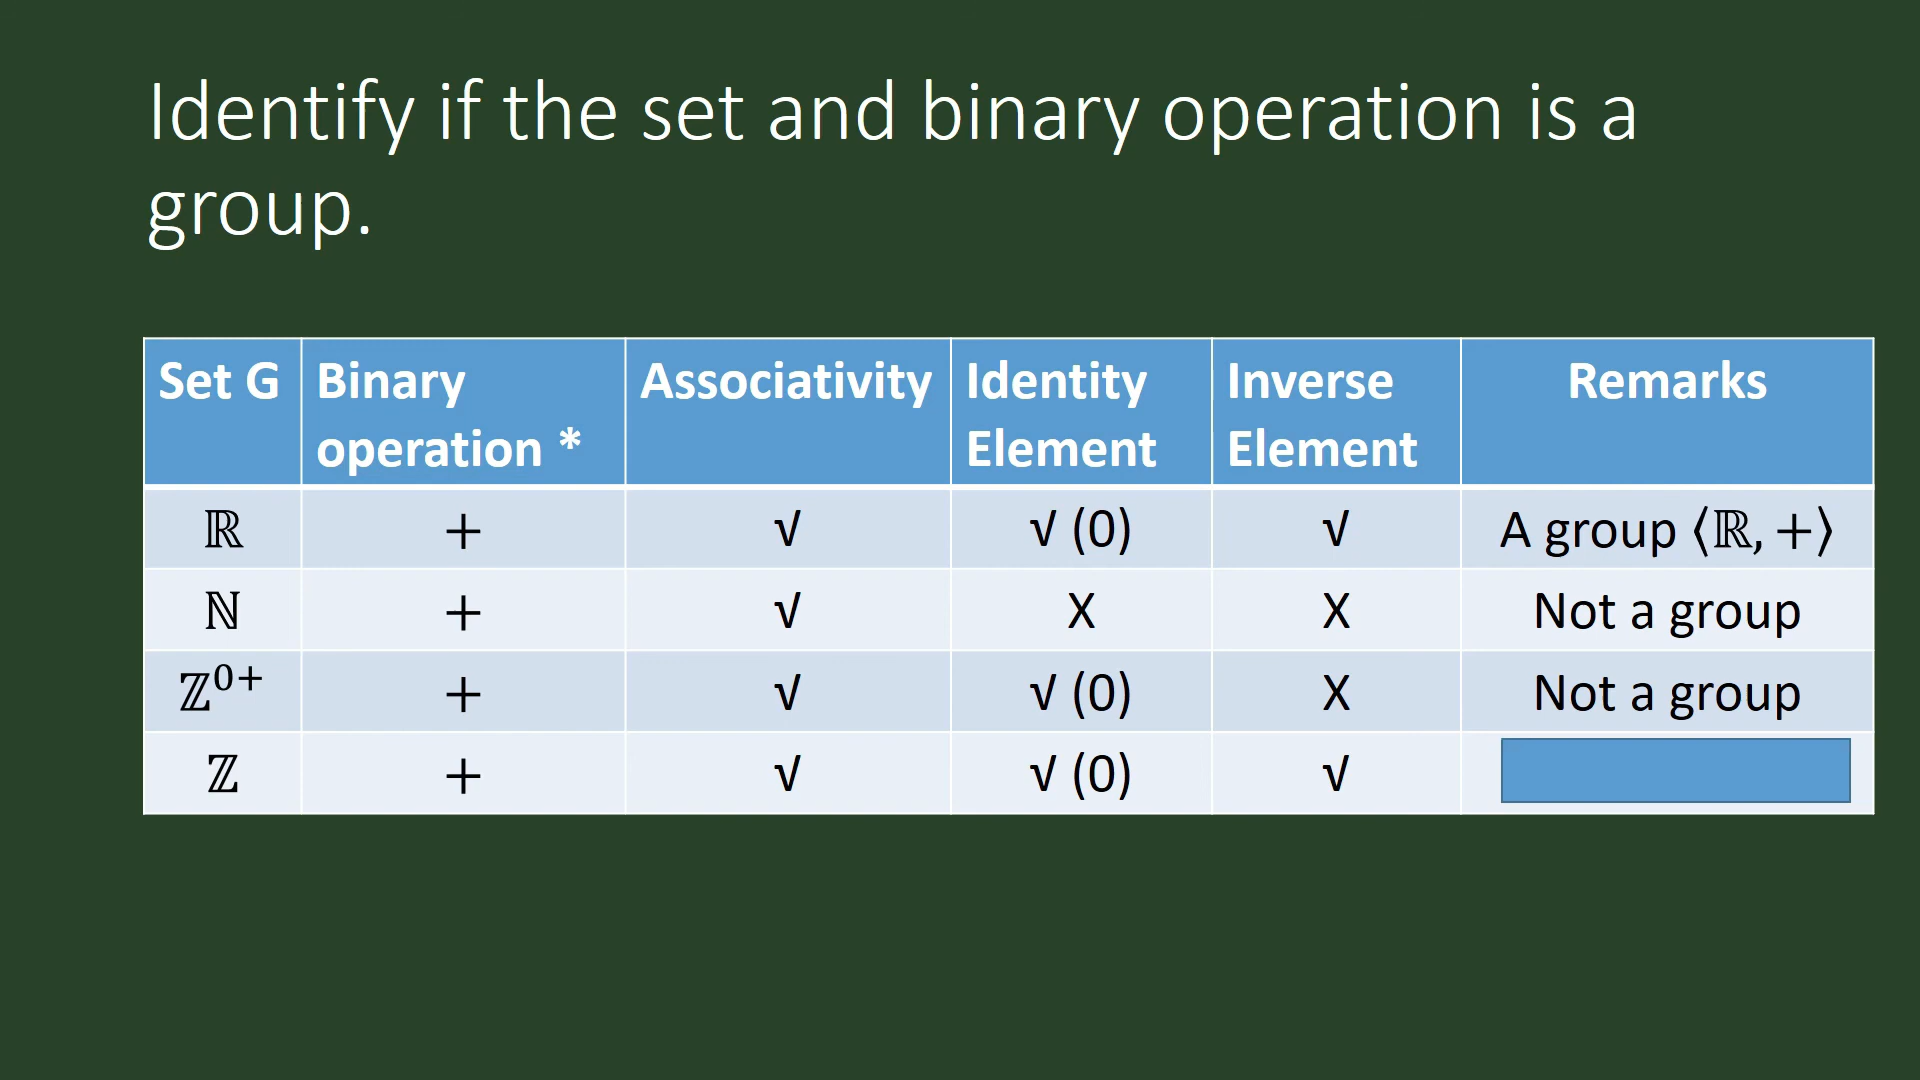 Identify if the set and binary operation is a
group.
Set G Binary operation * Associativity Identity Element Inverse Element Remarks
ℝ + √ √ (0) √ A group ⟨ℝ, +⟩
ℕ + √ X X Not a group
ℤ⁰⁺ + √ √ (0) X Not a group
ℤ + √ √ (0) √